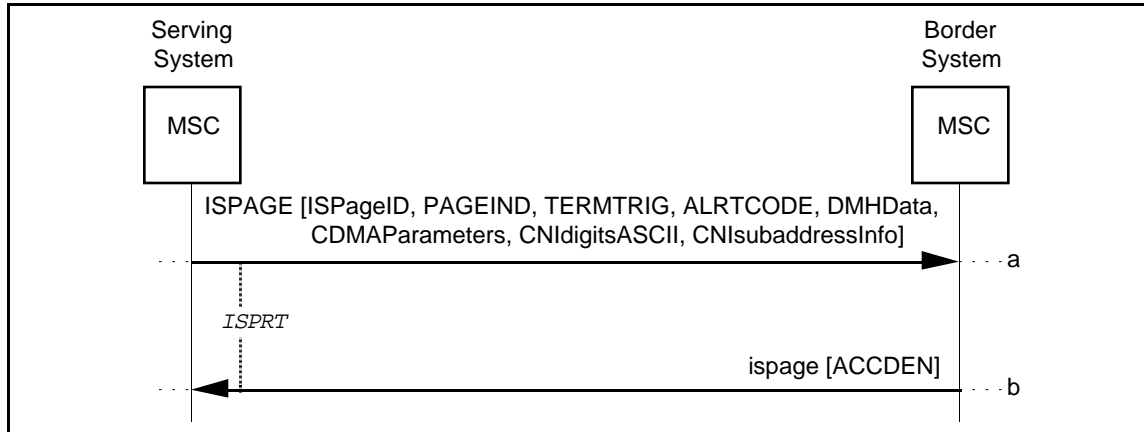 Serving
System
Border
System
MSC
MSC
ISPAGE [ISPageID, PAGEIND, TERMTRIG, ALRTCODE, DMHData,
CDMAParameters, CNIdigitsASCII, CNIsubaddressInfo]
a
ISPRT
ispage [ACCDEN]
b